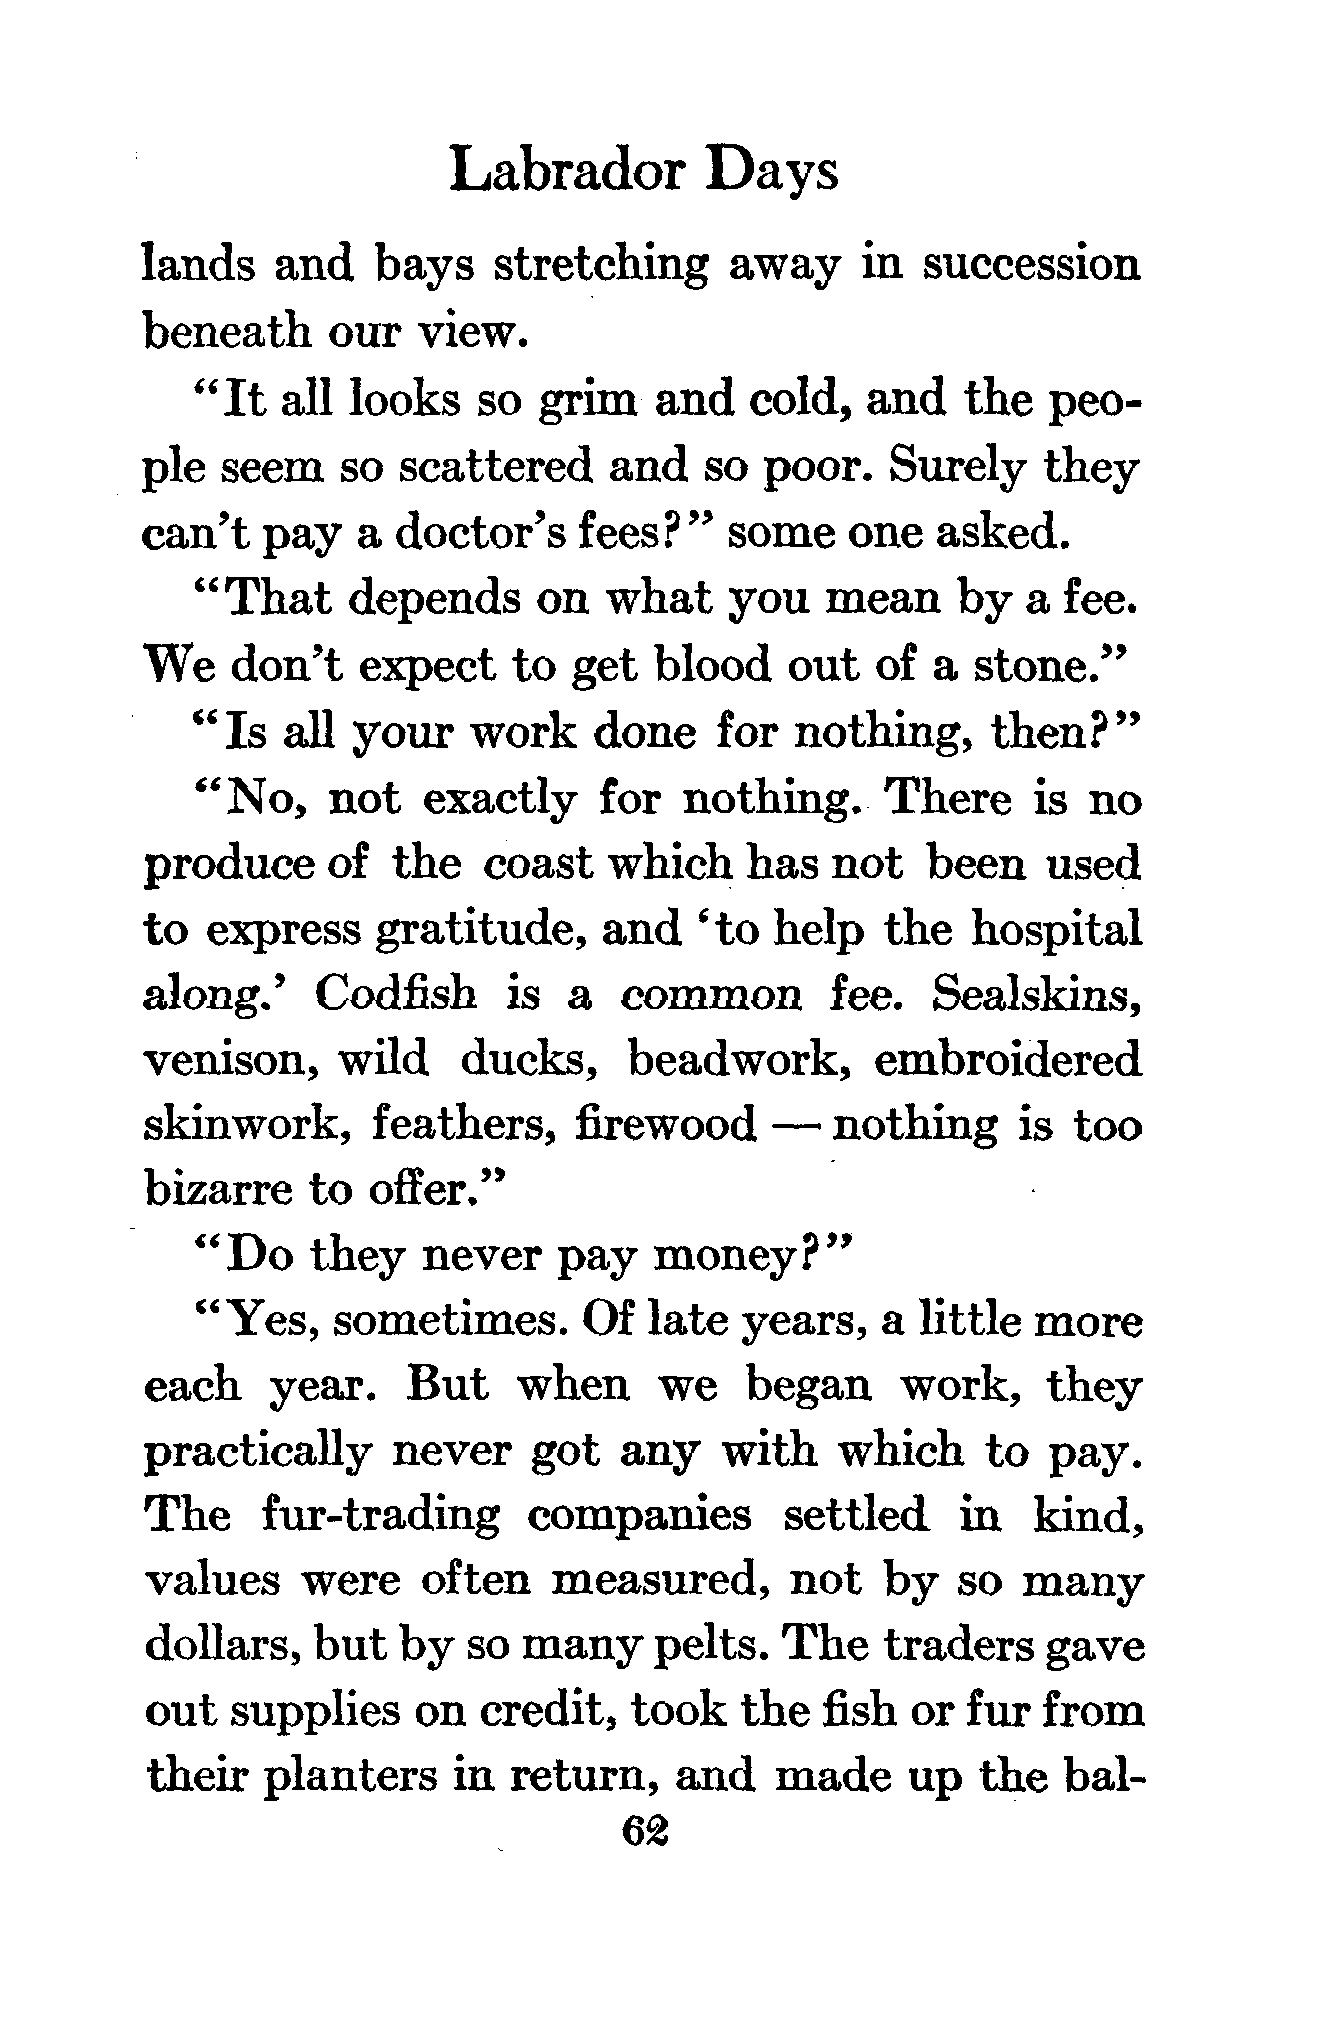 Labrador Days
lands and bays stretching away in succession
beneath our view.
“It all looks so grim and cold, and the peo-
ple seem so scattered and so poor. Surely they
can’t pay a doctor’s fees?” some one asked.
“That depends on what you mean by a fee.
We don’t expect to get blood out of a stone.”
“Is all your work done for nothing, then?”
“No, not exactly for nothing. There is no
produce of the coast which has not been used
to express gratitude, and ‘to help the hospital
along.’ Codfish is a common fee. Sealskins,
venison, wild ducks, beadwork, embroidered
skinwork, feathers, firewood — nothing is too
bizarre to offer.”
“Do they never pay money?”
“Yes, sometimes. Of late years, a little more
each year. But when we began work, they
practically never got any with which to pay.
The fur-trading companies settled in kind,
values were often measured, not by so many
dollars, but by so many pelts. The traders gave
out supplies on credit, took the fish or fur from
their planters in return, and made up the bal-
62